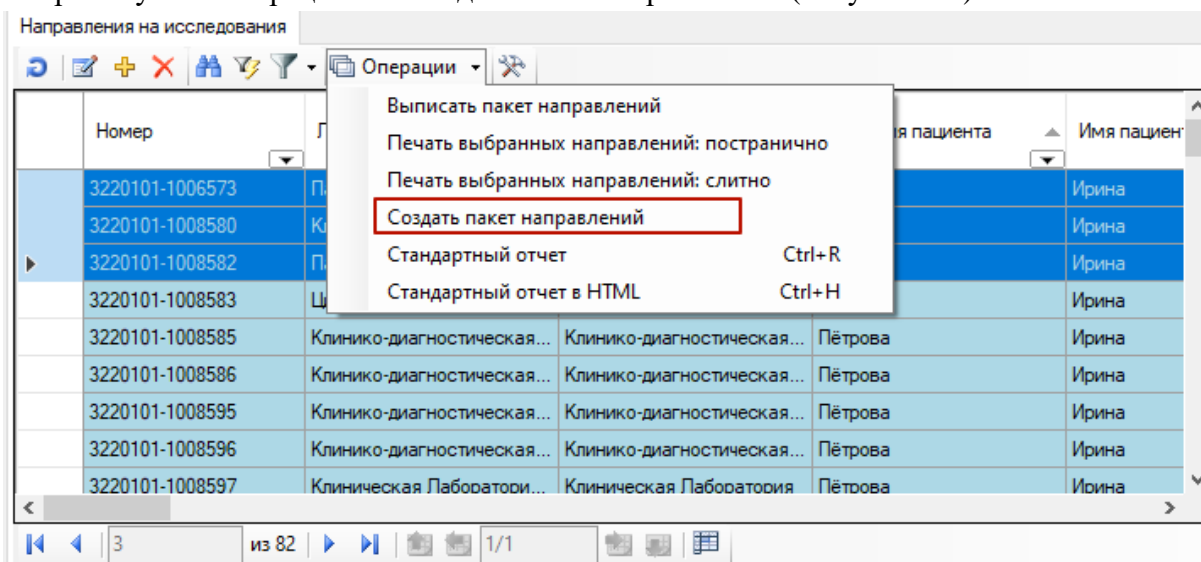 Направления на исследования
Операции
Выписать пакет направлений
Печать выбранных направлений: постранично
Печать выбранных направлений: слитно
Создать пакет направлений
Стандартный отчет Ctrl+R
Стандартный отчет в HTML Ctrl+H
Номер пациента Имя
3220101-1006573 Ирина
3220101-1008580 Ирина
3220101-1008582 Ирина
3220101-1008583 Ирина
3220101-1008585 Клинико-диагностическая... Клинико-диагностическая... Пётрова Ирина
3220101-1008586 Клинико-диагностическая... Клинико-диагностическая... Пётрова Ирина
3220101-1008595 Клинико-диагностическая... Клинико-диагностическая... Пётрова Ирина
3220101-1008596 Клинико-диагностическая... Клинико-диагностическая... Пётрова Ирина
3220101-1008597 Клиническая Лаборатори... Клиническая Лаборатория Пётрова Ирина
3 из 82 1/1